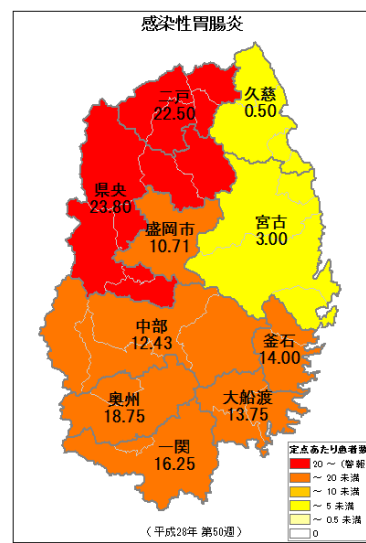 感染性胃腸炎
二戸
22.50
久慈
0.50
県央
23.80
盛岡市
10.71
宮古
3.00
中部
12.43
釜石
14.00
奥州
18.75
大船渡
13.75
一関
16.25
定点あたり患者
20 ～ (警報
～ 20 未満
～ 10 未満
～ 5 未満
～ 0.5 未満
0
(平成28年 第50週)